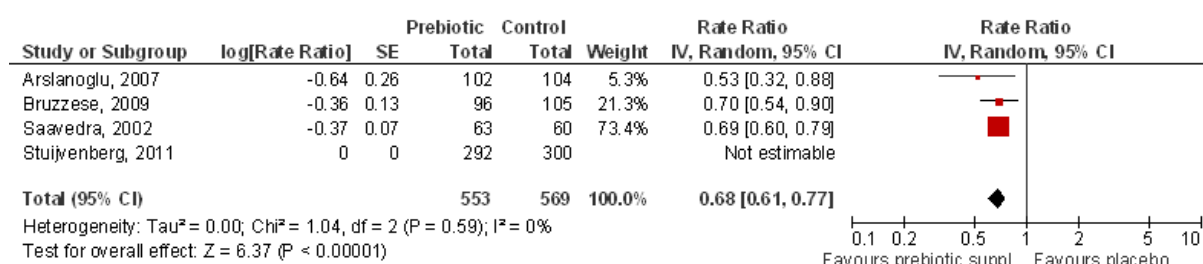 Prebiotic Control Rate Ratio Rate Ratio
Study or Subgroup log[Rate Ratio] SE Total Total Weight IV, Random, 95% CI IV, Random, 95% CI
Arslanoglu, 2007 -0.64 0.26 102 104 5.3% 0.53 [0.32, 0.88]
Bruzzese, 2009 -0.36 0.13 96 105 21.3% 0.70 [0.54, 0.90]
Saavedra, 2002 -0.37 0.07 63 60 73.4% 0.69 [0.60, 0.79]
Stuijvenberg, 2011 0 0 292 300 Not estimable
Total (95% CI) 553 569 100.0% 0.68 [0.61, 0.77]
Heterogeneity: Tau² = 0.00; Chi² = 1.04, df = 2 (P = 0.59); I² = 0%
Test for overall effect: Z = 6.37 (P < 0.00001)
0.1 0.2 0.5 1 2 5 10
Favours prebiotic suppl Favours placebo